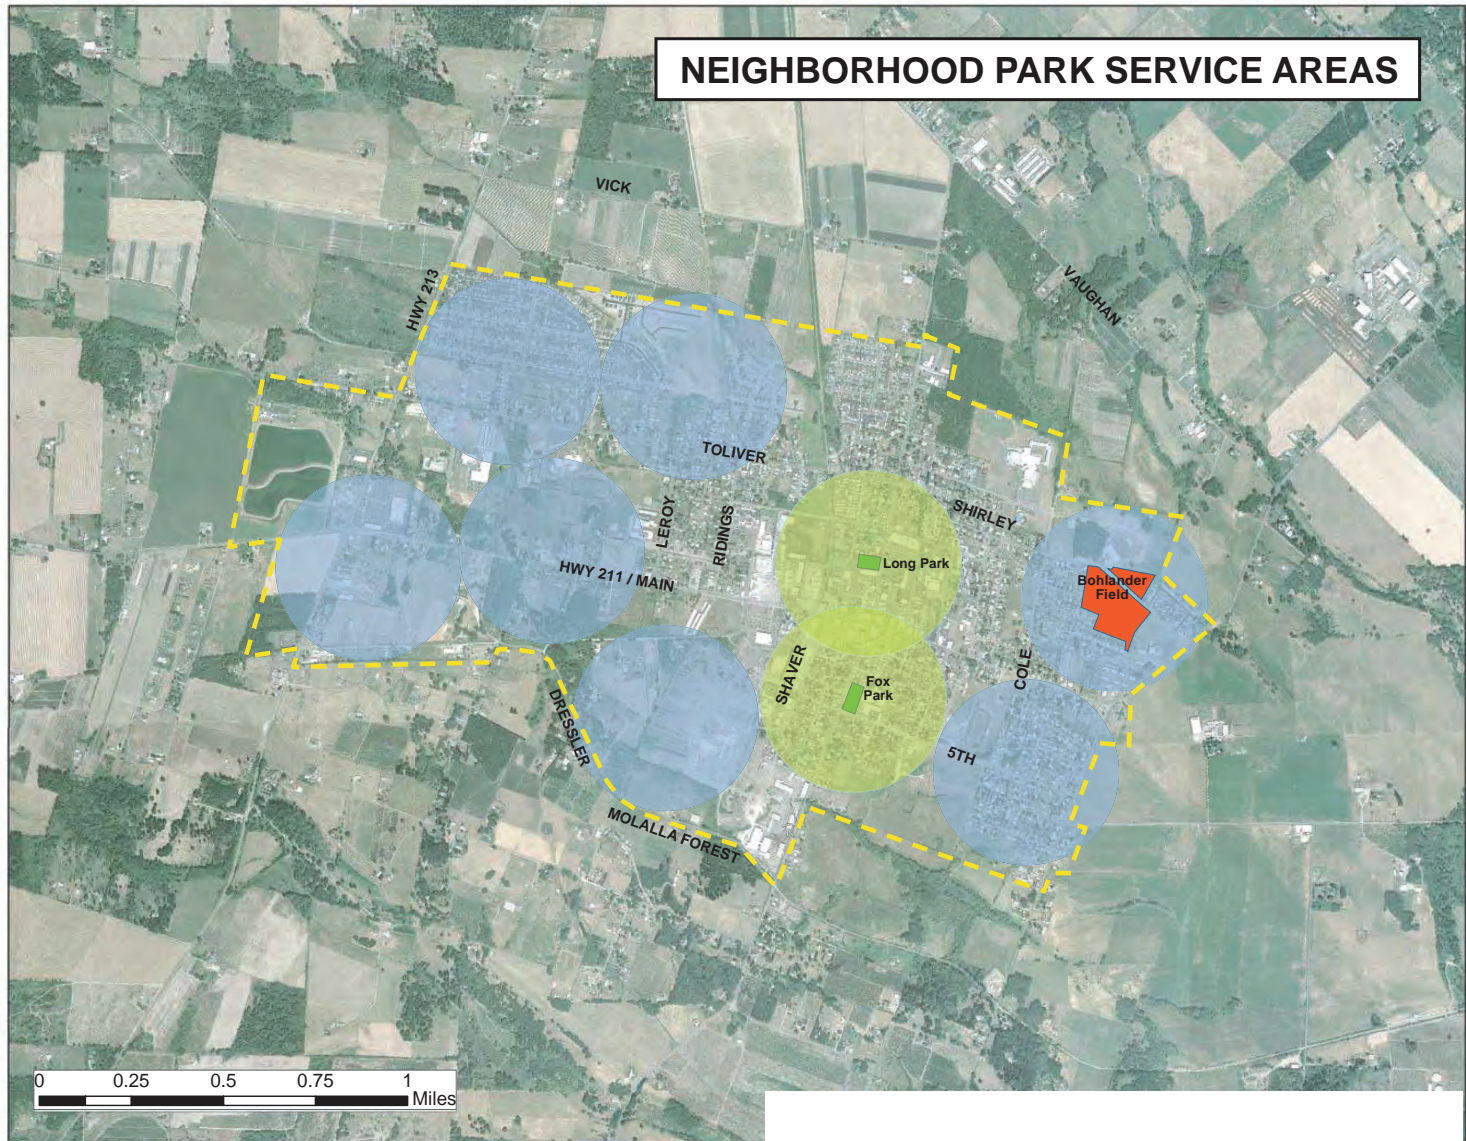 NEIGHBORHOOD PARK SERVICE AREAS
VICK
HWY 213
VAUGHAN
TOLIVER
LEROY
RIDINGS
SHIRLEY
Long Park
HWY 211 / MAIN
Bohlander
Field
SHAVER
COLE
Fox
Park
DRESSLER
5TH
MOLALLA FOREST
0 0.25 0.5 0.75 1
Miles